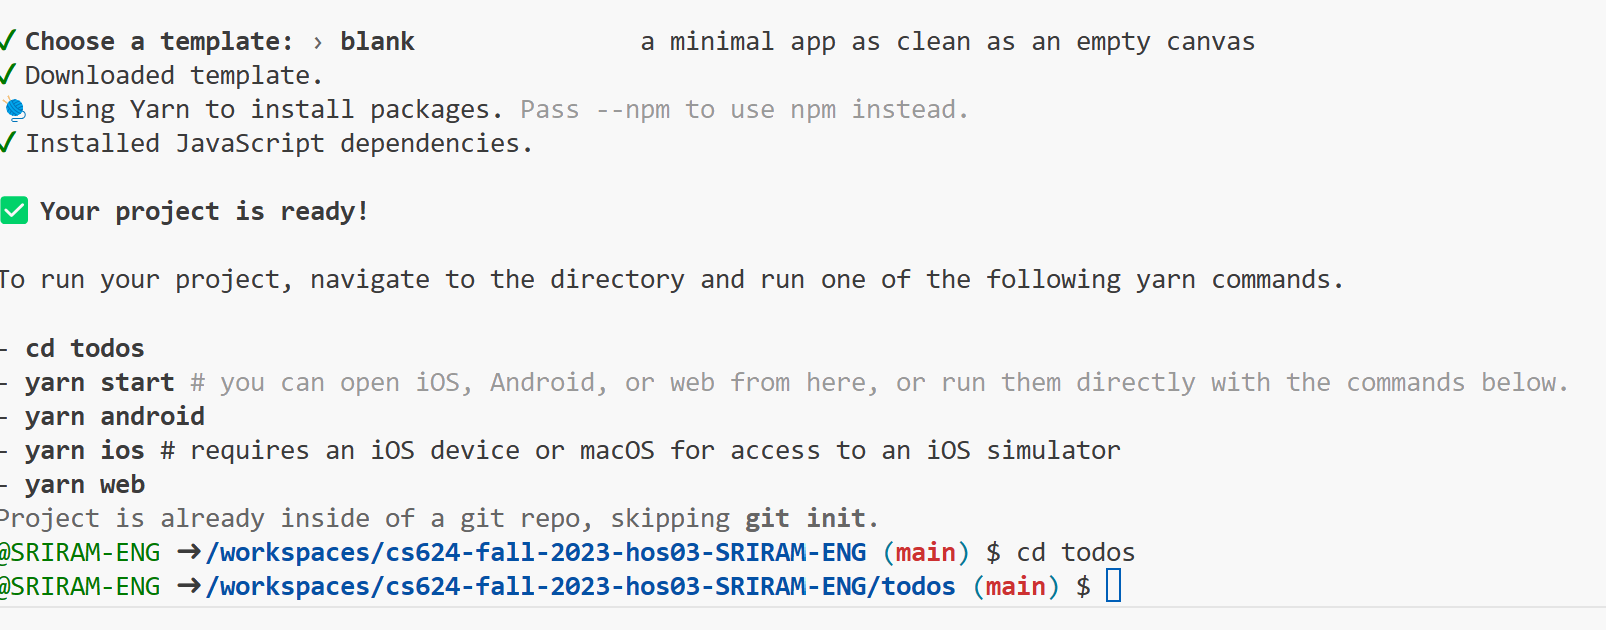 ✓ Choose a template: › blank a minimal app as clean as an empty canvas
✓ Downloaded template.
🧶 Using Yarn to install packages. Pass --npm to use npm instead.
✓ Installed JavaScript dependencies.
✅ Your project is ready!
To run your project, navigate to the directory and run one of the following yarn commands.
- cd todos
- yarn start # you can open iOS, Android, or web from here, or run them directly with the commands below.
- yarn android
- yarn ios # requires an iOS device or macOS for access to an iOS simulator
- yarn web
Project is already inside of a git repo, skipping git init.
@SRIRAM-ENG ➜/workspaces/cs624-fall-2023-hos03-SRIRAM-ENG (main) $ cd todos
@SRIRAM-ENG ➜/workspaces/cs624-fall-2023-hos03-SRIRAM-ENG/todos (main) $